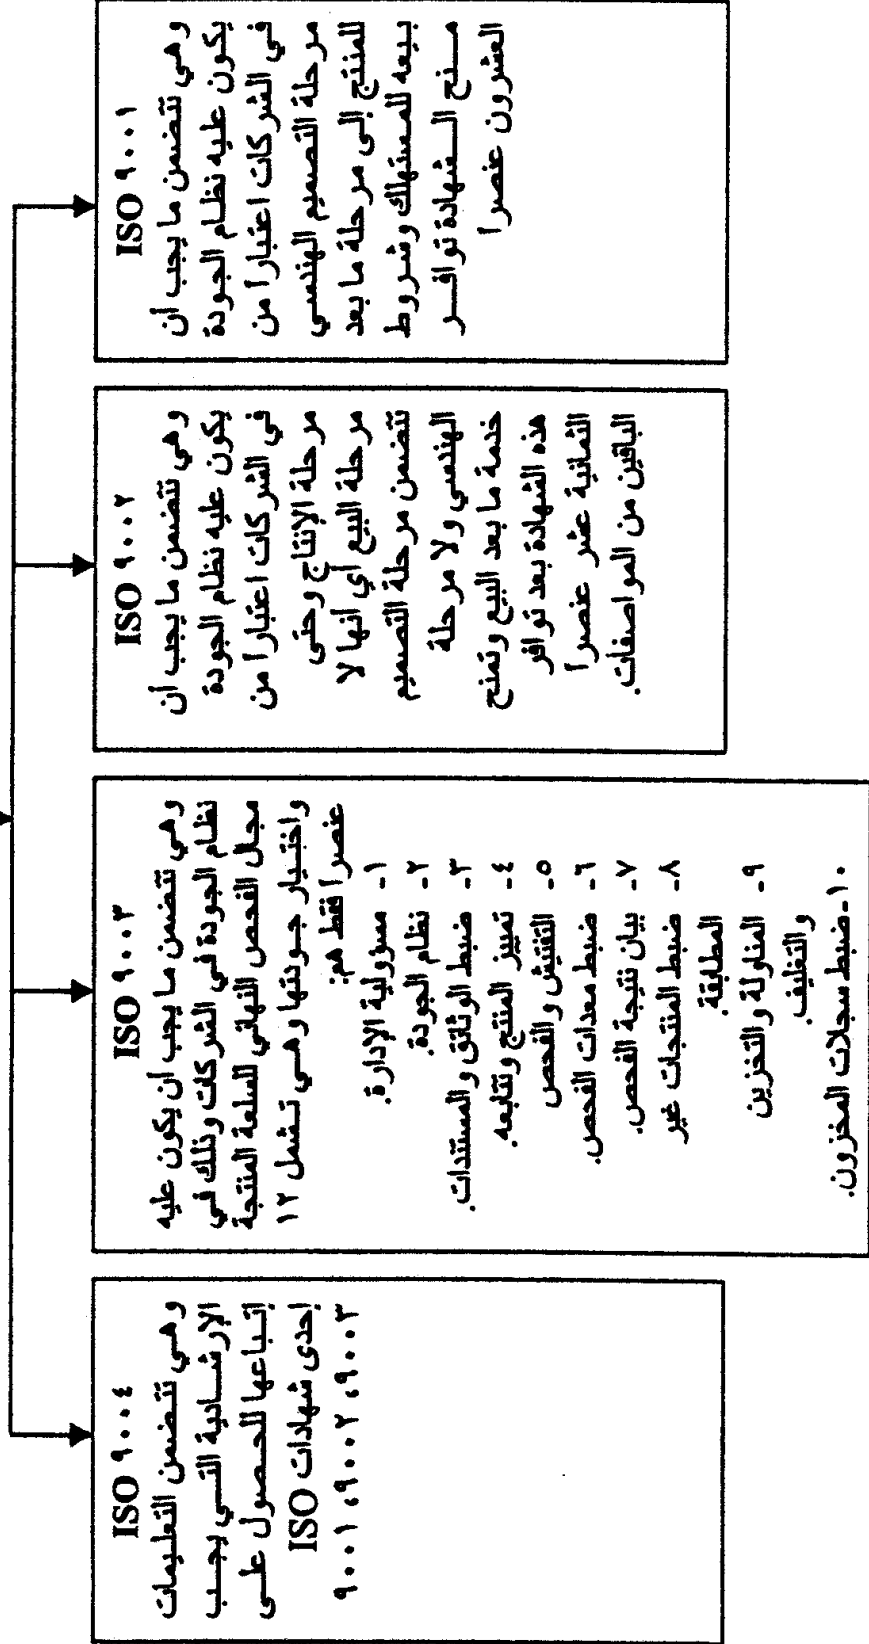 ISO ٩٠٠١
وهي تتضمن ما يجب أن
يكون عليه نظام الجودة
في الشركات اعتباراً من
مرحلة التصميم الهندسي
للمنتج إلى مرحلة ما بعد
بيعه للمستهلك وشروط
منح الشهادة توافر
العشرون عنصراً
ISO ٩٠٠٢
وهي تتضمن ما يجب أن
يكون عليه نظام الجودة
في الشركات اعتباراً من
مرحلة الإنتاج وحتى
مرحلة البيع أي أنها لا
تتضمن مرحلة التصميم
الهندسي ولا مرحلة
خدمة ما بعد البيع وتمنح
هذه الشهادة بعد توافر
الثمانية عشر عنصراً
الباقين من المواصفات.
ISO ٩٠٠٣
وهي تتضمن ما يجب أن يكون عليه
نظام الجودة في الشركات وذلك في
مجال الفحص النهائي للسلعة المنتجة
واختبار جودتها وهي تشمل ١٢
عنصراً فقط هم:
١- مسؤولية الإدارة.
٢- نظام الجودة.
٣- ضبط الوثائق والمستندات.
٤- تمييز المنتج وتتابعه.
٥- التفتيش والفحص
٦- ضبط معدات الفحص.
٧- بيان نتيجة الفحص.
٨- ضبط المنتجات غير
المطابقة
٩- المناولة والتخزين
والتغليف.
١٠- ضبط سجلات المخزون.
ISO ٩٠٠٤
وهي تتضمن التعليمات
الإرشادية التي يجب
إتباعها للحصول على
إحدى شهادات ISO
٩٠٠١،٩٠٠٢،٩٠٠٣